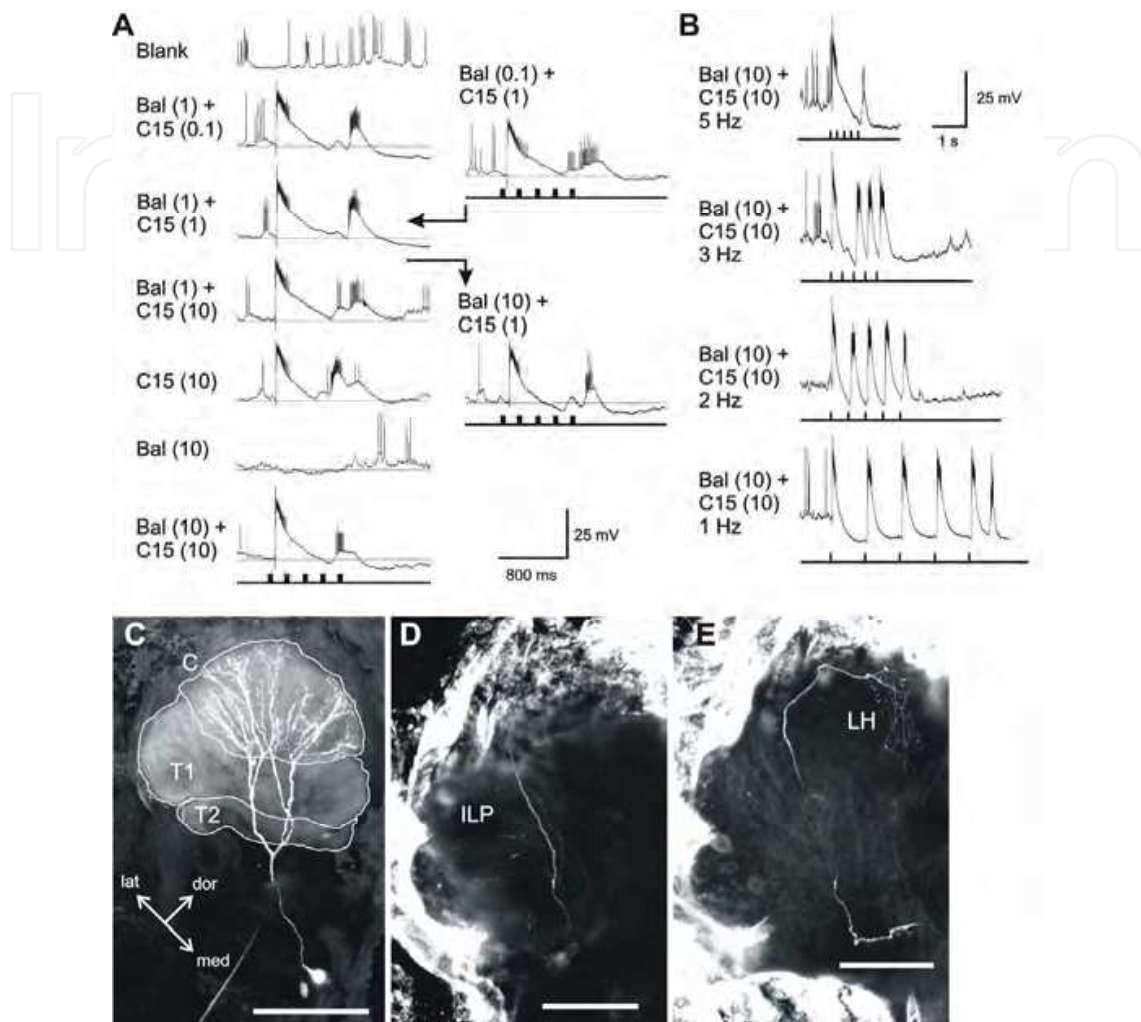 A
Blank
Bal (1) +
C15 (0.1)
Bal (1) +
C15 (1)
Bal (1) +
C15 (10)
C15 (10)
Bal (10)
Bal (10) +
C15 (10)
Bal (0.1) +
C15 (1)
Bal (10) +
C15 (1)
25 mV
800 ms
B
Bal (10) +
C15 (10)
5 Hz
25 mV
1 s
Bal (10) +
C15 (10)
3 Hz
Bal (10) +
C15 (10)
2 Hz
Bal (10) +
C15 (10)
1 Hz
C
C
T1
T2
lat
dor
med
D
ILP
E
LH